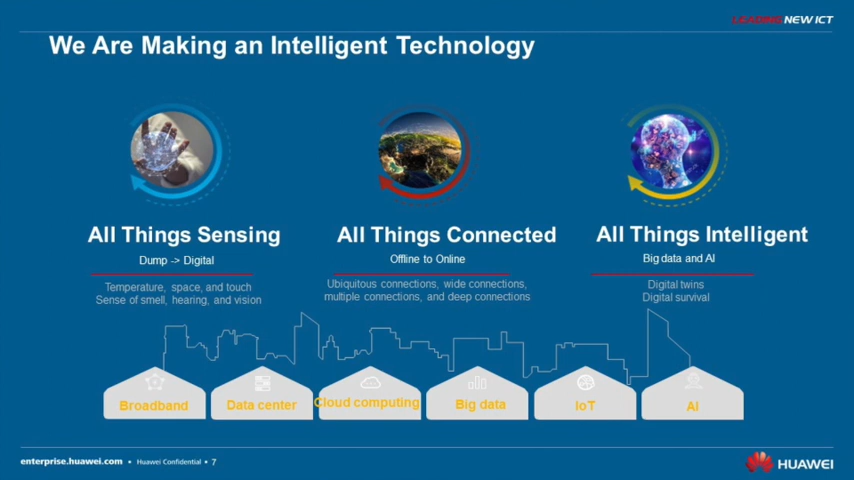 LEADING NEW ICT
We Are Making an Intelligent Technology
All Things Sensing
Dump -> Digital
Temperature, space, and touch
Sense of smell, hearing, and vision
All Things Connected
Offline to Online
Ubiquitous connections, wide connections,
multiple connections, and deep connections
All Things Intelligent
Big data and AI
Digital twins
Digital survival
Broadband
Data center
Cloud computing
Big data
IoT
AI
enterprise.huawei.com • Huawei Confidential • 7
HUAWEI